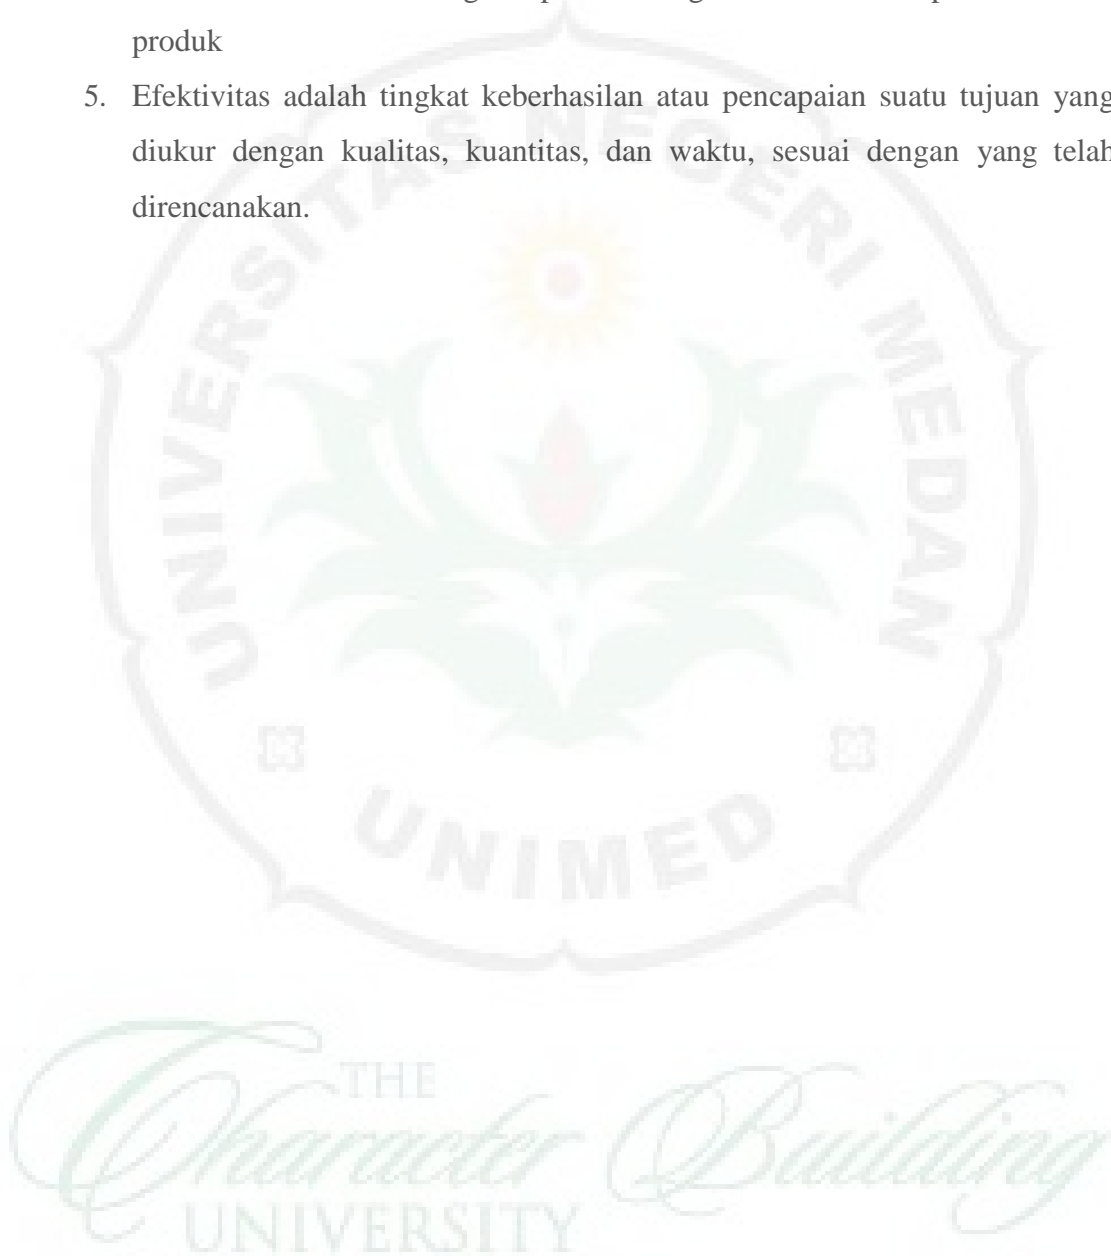 produk
5. Efektivitas adalah tingkat keberhasilan atau pencapaian suatu tujuan yang
diukur dengan kualitas, kuantitas, dan waktu, sesuai dengan yang telah
direncanakan.
UNIVERSITAS NEGERI MEDAN
UNIMED
THE
Character Building
UNIVERSITY